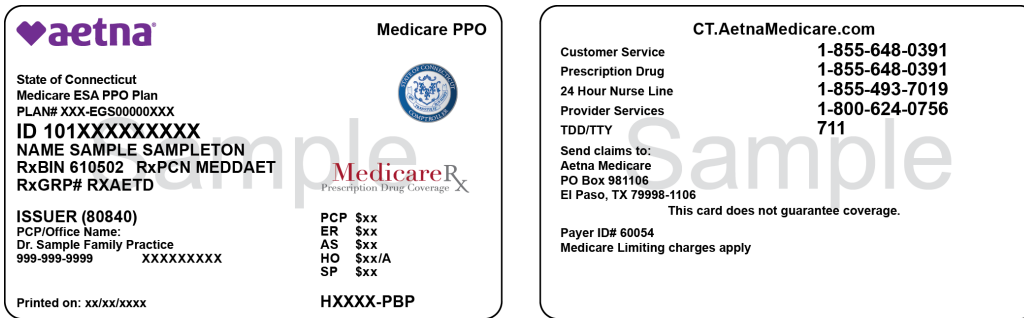 aetna®
Medicare PPO
State of Connecticut
Medicare ESA PPO Plan
PLAN# XXX-EGS00000XXX
ID 101XXXXXXXXX
NAME SAMPLE SAMPLETON
RxBIN 610502 RxPCN MEDDAET
RxGRP# RXAETD
Sample
STATE OF CONNECTICUT
COMPTROLLER
MedicareRx
Prescription Drug Coverage
ISSUER (80840)
PCP/Office Name:
Dr. Sample Family Practice
999-999-9999 XXXXXXXXX
PCP $xx
ER $xx
AS $xx
HO $xx/A
SP $xx
Printed on: xx/xx/xxxx
HXXXX-PBP
CT.AetnaMedicare.com
Customer Service 1-855-648-0391
Prescription Drug 1-855-648-0391
24 Hour Nurse Line 1-855-493-7019
Provider Services 1-800-624-0756
TDD/TTY 711
Sample
Send claims to:
Aetna Medicare
PO Box 981106
El Paso, TX 79998-1106
This card does not guarantee coverage.
Payer ID# 60054
Medicare Limiting charges apply